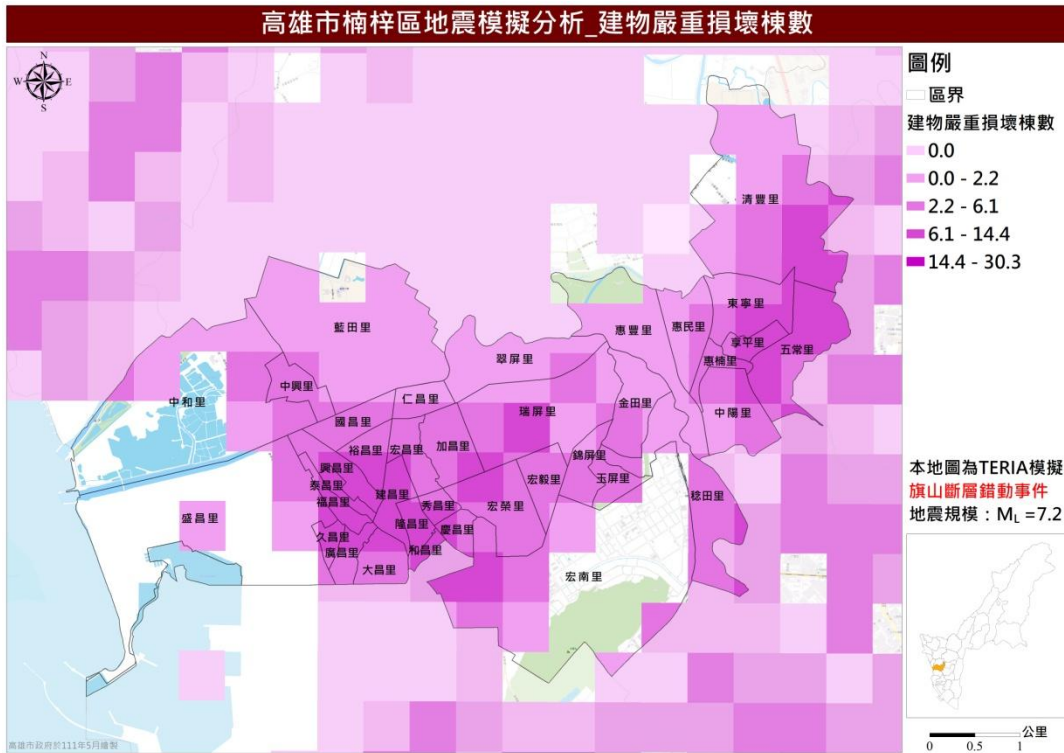 高雄市楠梓區地震模擬分析_建物嚴重損壞棟數
N
W E
S
圖例
區界
建物嚴重損壞棟數
0.0
0.0 - 2.2
2.2 - 6.1
6.1 - 14.4
14.4 - 30.3
清豐里
東寧里
藍田里
惠豐里
惠民里
享平里
五常里
翠屏里
惠楠里
中興里
中和里
仁昌里
金田里
瑞屏里
中陽里
國昌里
裕昌里
宏昌里
加昌里
錦屏里
興昌里
宏毅里
玉屏里
泰昌里
建昌里
稔田里
福昌里
秀昌里
宏榮里
盛昌里
隆昌里
慶昌里
久昌里
廣昌里
和昌里
大昌里
宏南里
本地圖為TERIA模擬
旗山斷層錯動事件
地震規模：ML =7.2
公里
0 0.5 1
高雄市政府於111年5月繪製